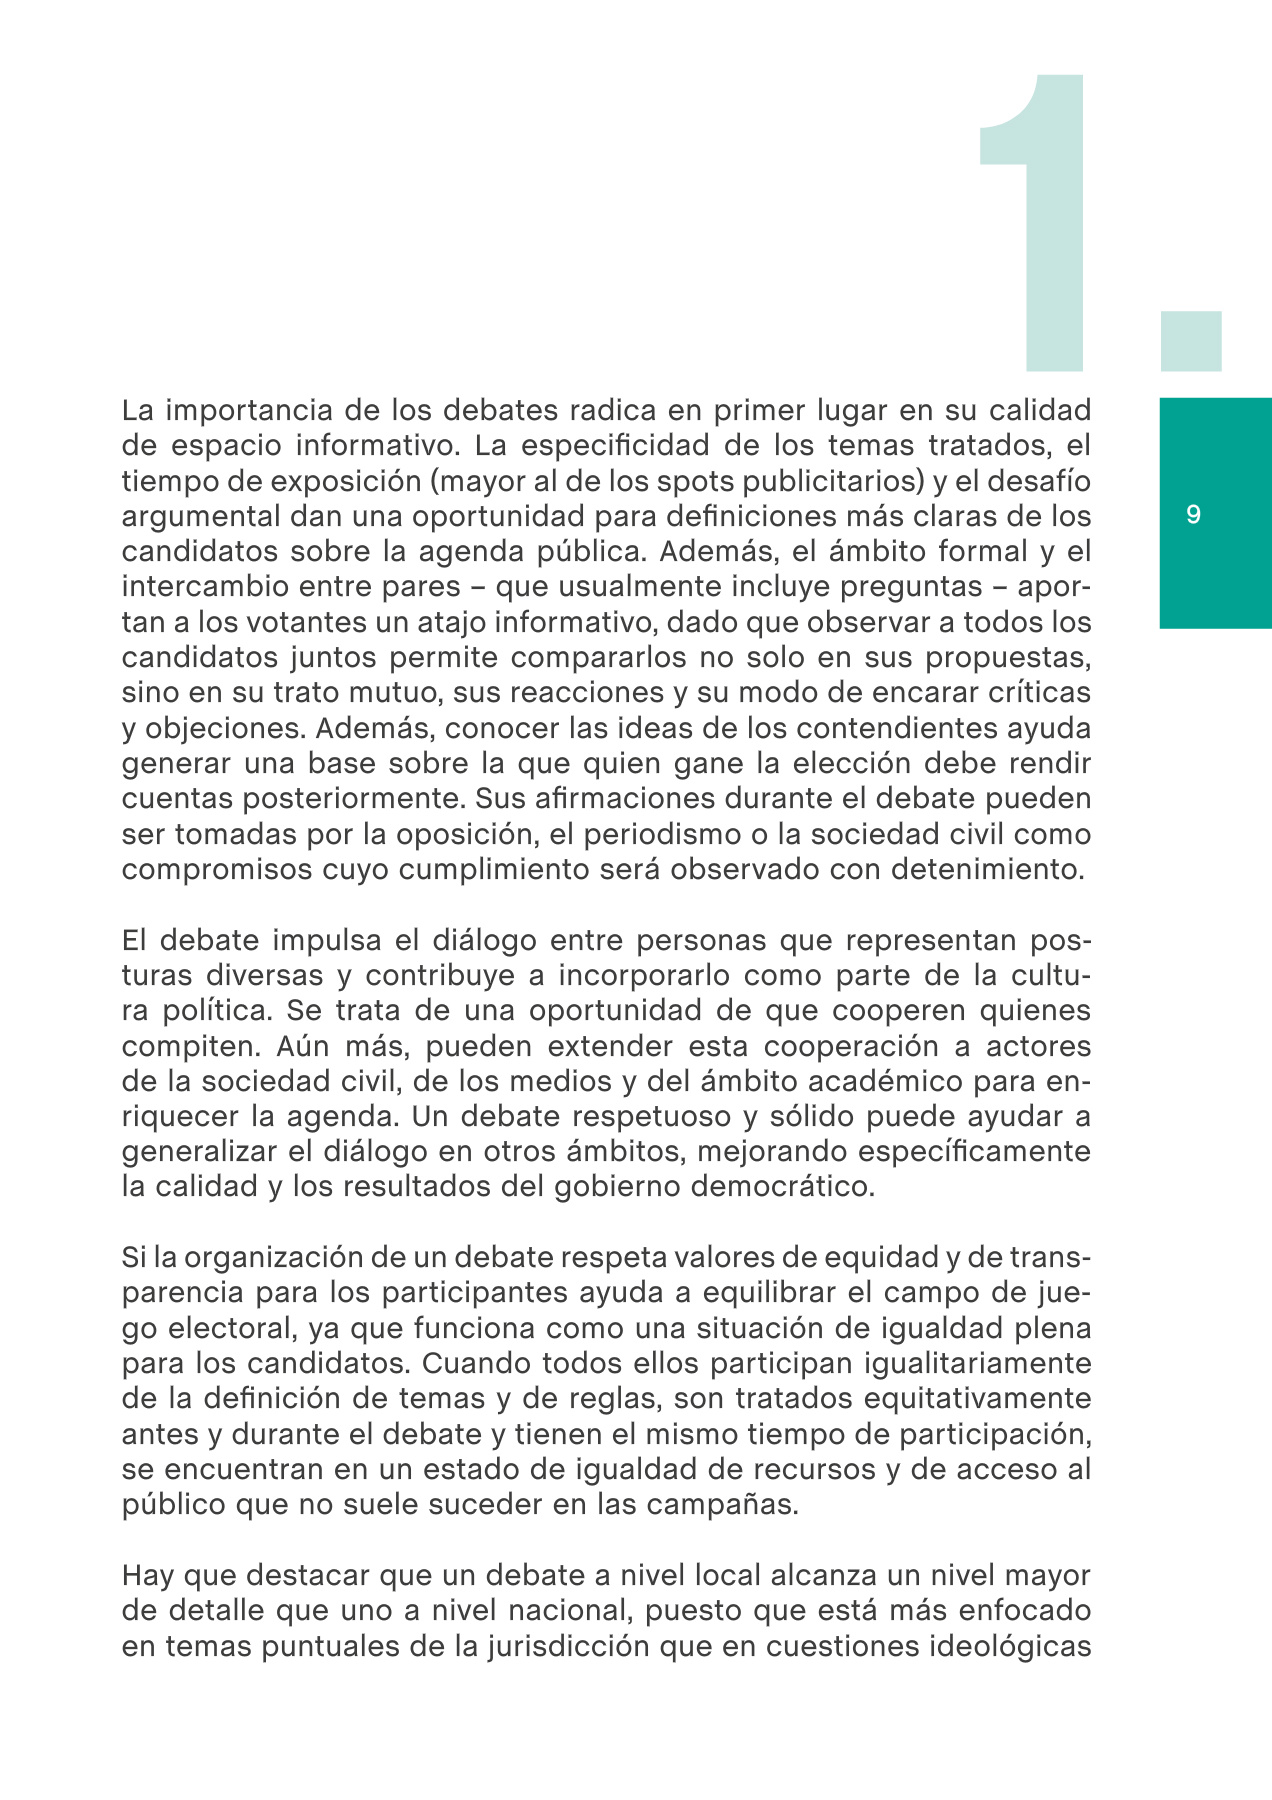 1.
La importancia de los debates radica en primer lugar en su calidad
de espacio informativo. La especificidad de los temas tratados, el
tiempo de exposición (mayor al de los spots publicitarios) y el desafío
argumental dan una oportunidad para definiciones más claras de los
candidatos sobre la agenda pública. Además, el ámbito formal y el
intercambio entre pares – que usualmente incluye preguntas – apor-
tan a los votantes un atajo informativo, dado que observar a todos los
candidatos juntos permite compararlos no solo en sus propuestas,
sino en su trato mutuo, sus reacciones y su modo de encarar críticas
y objeciones. Además, conocer las ideas de los contendientes ayuda
generar una base sobre la que quien gane la elección debe rendir
cuentas posteriormente. Sus afirmaciones durante el debate pueden
ser tomadas por la oposición, el periodismo o la sociedad civil como
compromisos cuyo cumplimiento será observado con detenimiento.
El debate impulsa el diálogo entre personas que representan pos-
turas diversas y contribuye a incorporarlo como parte de la cultu-
ra política. Se trata de una oportunidad de que cooperen quienes
compiten. Aún más, pueden extender esta cooperación a actores
de la sociedad civil, de los medios y del ámbito académico para en-
riquecer la agenda. Un debate respetuoso y sólido puede ayudar a
generalizar el diálogo en otros ámbitos, mejorando específicamente
la calidad y los resultados del gobierno democrático.
Si la organización de un debate respeta valores de equidad y de trans-
parencia para los participantes ayuda a equilibrar el campo de jue-
go electoral, ya que funciona como una situación de igualdad plena
para los candidatos. Cuando todos ellos participan igualitariamente
de la definición de temas y de reglas, son tratados equitativamente
antes y durante el debate y tienen el mismo tiempo de participación,
se encuentran en un estado de igualdad de recursos y de acceso al
público que no suele suceder en las campañas.
Hay que destacar que un debate a nivel local alcanza un nivel mayor
de detalle que uno a nivel nacional, puesto que está más enfocado
en temas puntuales de la jurisdicción que en cuestiones ideológicas
9